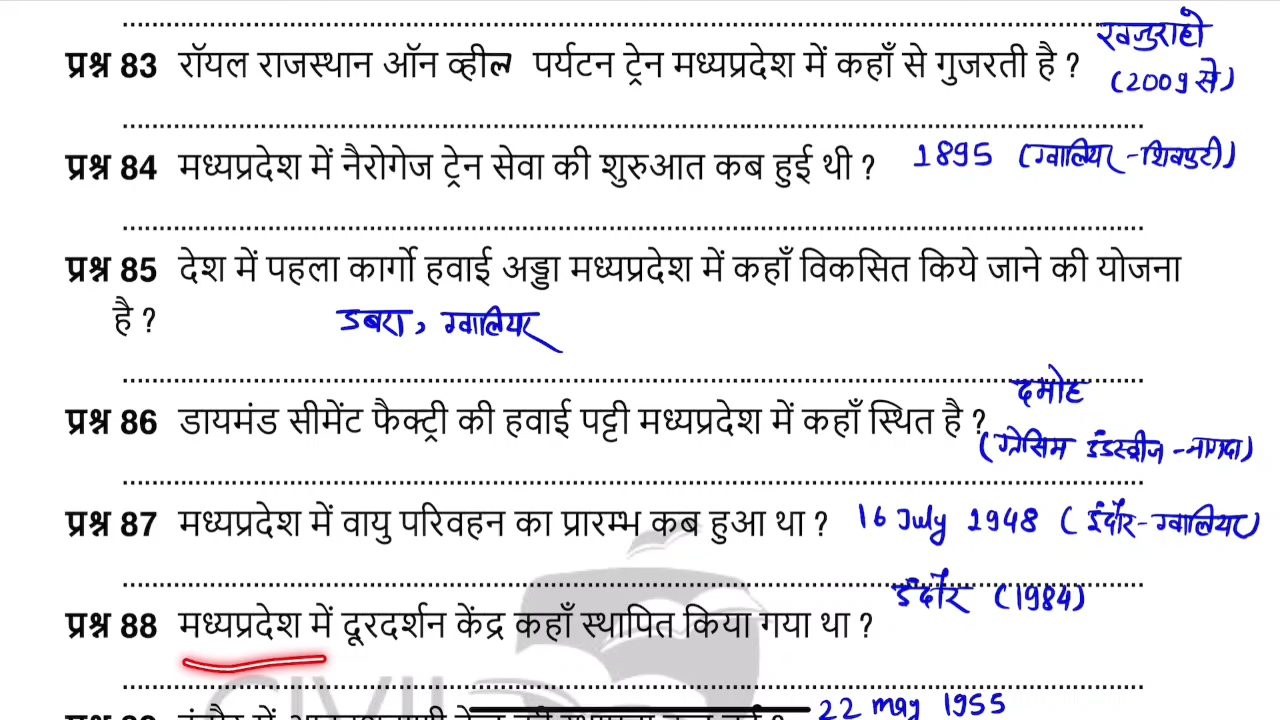 खजुराहो
प्रश्न 83 रॉयल राजस्थान ऑन व्हील पर्यटन ट्रेन मध्यप्रदेश में कहाँ से गुजरती है ?
(2009 से)
प्रश्न 84 मध्यप्रदेश में नैरोगेज ट्रेन सेवा की शुरुआत कब हुई थी ? 1895 (ग्वालियर - शिवपुरी)
प्रश्न 85 देश में पहला कार्गो हवाई अड्डा मध्यप्रदेश में कहाँ विकसित किये जाने की योजना
है ? डबरा, ग्वालियर
दमोह
प्रश्न 86 डायमंड सीमेंट फैक्ट्री की हवाई पट्टी मध्यप्रदेश में कहाँ स्थित है ?
(ग्रेसिम इंडस्ट्रीज - नागदा)
प्रश्न 87 मध्यप्रदेश में वायु परिवहन का प्रारम्भ कब हुआ था ? 16 July 1948 (इंदौर - ग्वालियर)
इंदौर (1984)
प्रश्न 88 मध्यप्रदेश में दूरदर्शन केंद्र कहाँ स्थापित किया गया था ?
22 may 1955